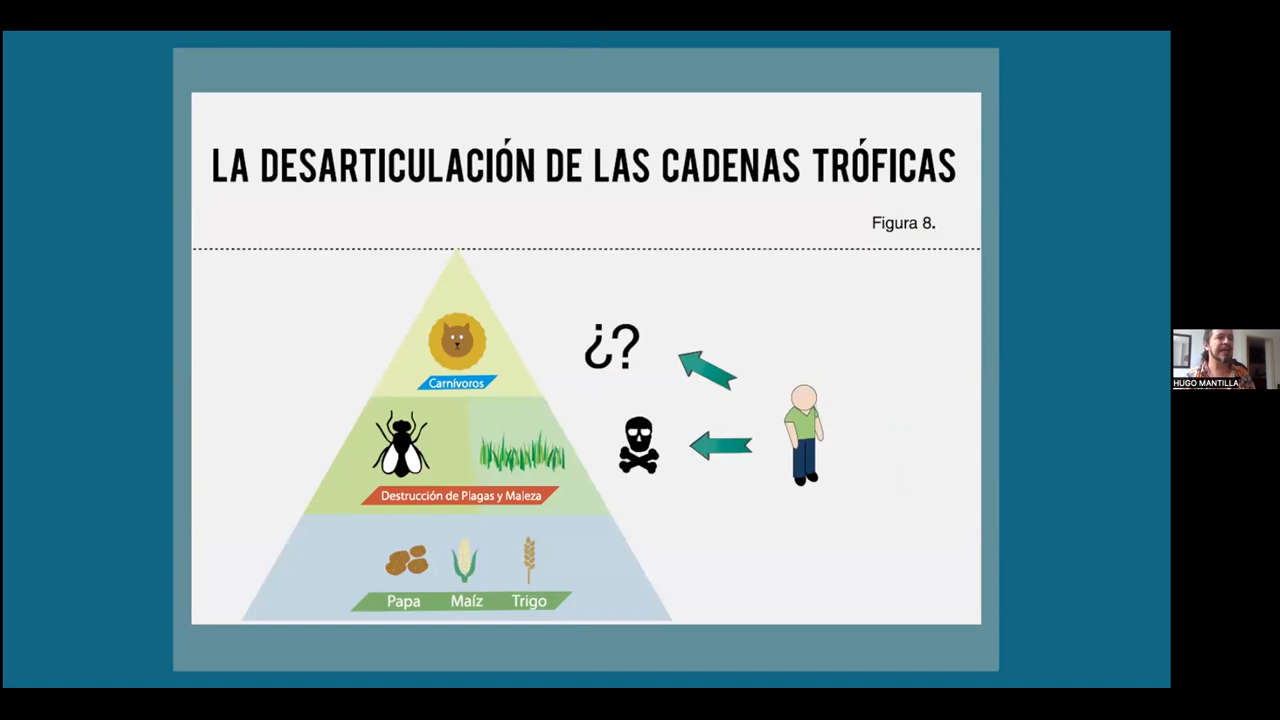 LA DESARTICULACIÓN DE LAS CADENAS TRÓFICAS
Figura 8.
¿?
Carnívoros
Destrucción de Plagas y Maleza
Papa Maíz Trigo
HUGO MANTILLA